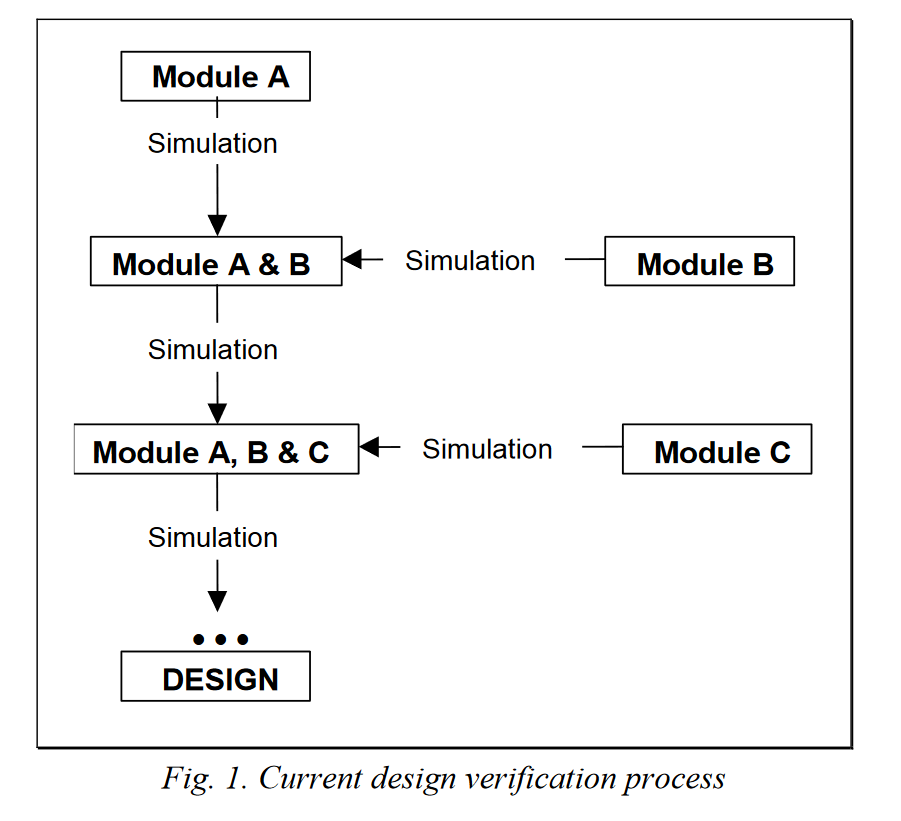 Module A
Simulation
Module A & B
Simulation
Module B
Simulation
Module A, B & C
Simulation
Module C
Simulation
•••
DESIGN
Fig. 1. Current design verification process